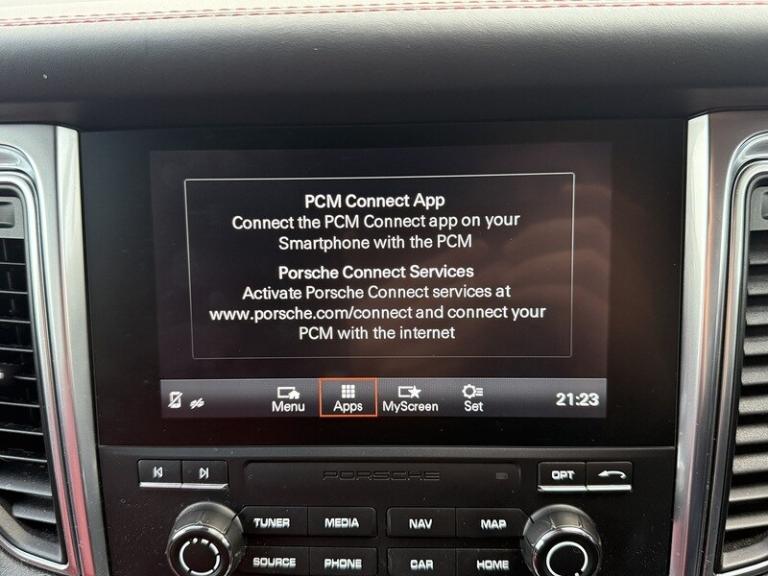 PCM Connect App
Connect the PCM Connect app on your
Smartphone with the PCM
Porsche Connect Services
Activate Porsche Connect services at
www.porsche.com/connect and connect your
PCM with the internet
Menu Apps MyScreen Set 21:23
PORSCHE OPT
TUNER MEDIA NAV MAP
SOURCE PHONE CAR HOME